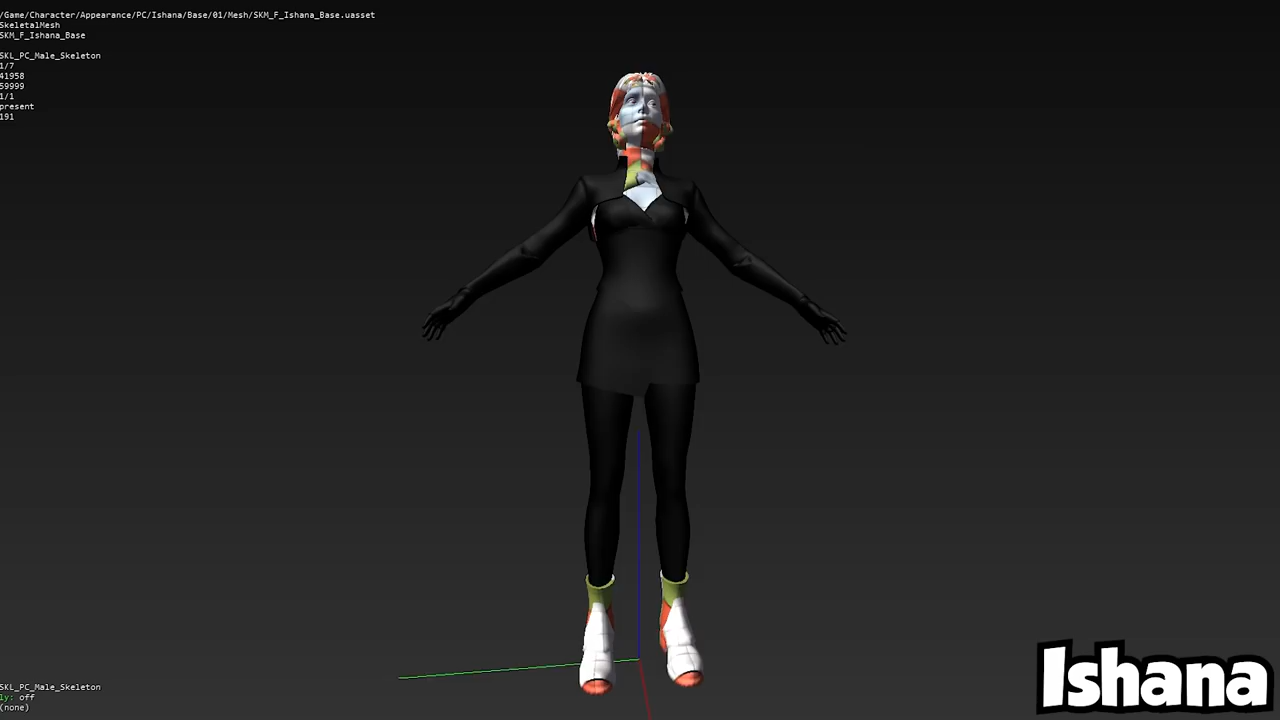 /Game/Character/Appearance/PC/Ishana/Base/01/Mesh/SKM_F_Ishana_Base.uasset
SkeletalMesh
SKM_F_Ishana_Base
SKL_PC_Male_Skeleton
1/7
41958
59999
1/1
present
191
SKL_PC_Male_Skeleton
ly: off
(none)
Ishana